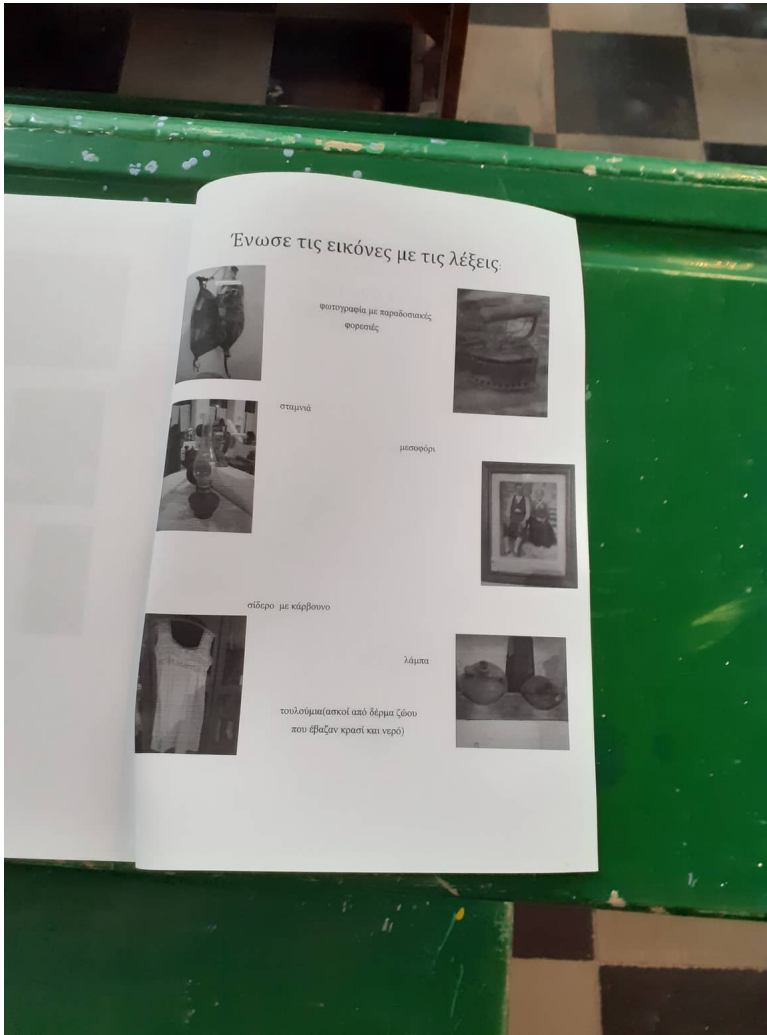 Ένωσε τις εικόνες με τις λέξεις:
φωτογραφία με παραδοσιακές
φορεσιές
σταμνιά
μεσοφόρι
σίδερο με κάρβουνο
λάμπα
τουλούμια(ασκοί από δέρμα ζώου
που έβαζαν κρασί και νερό)